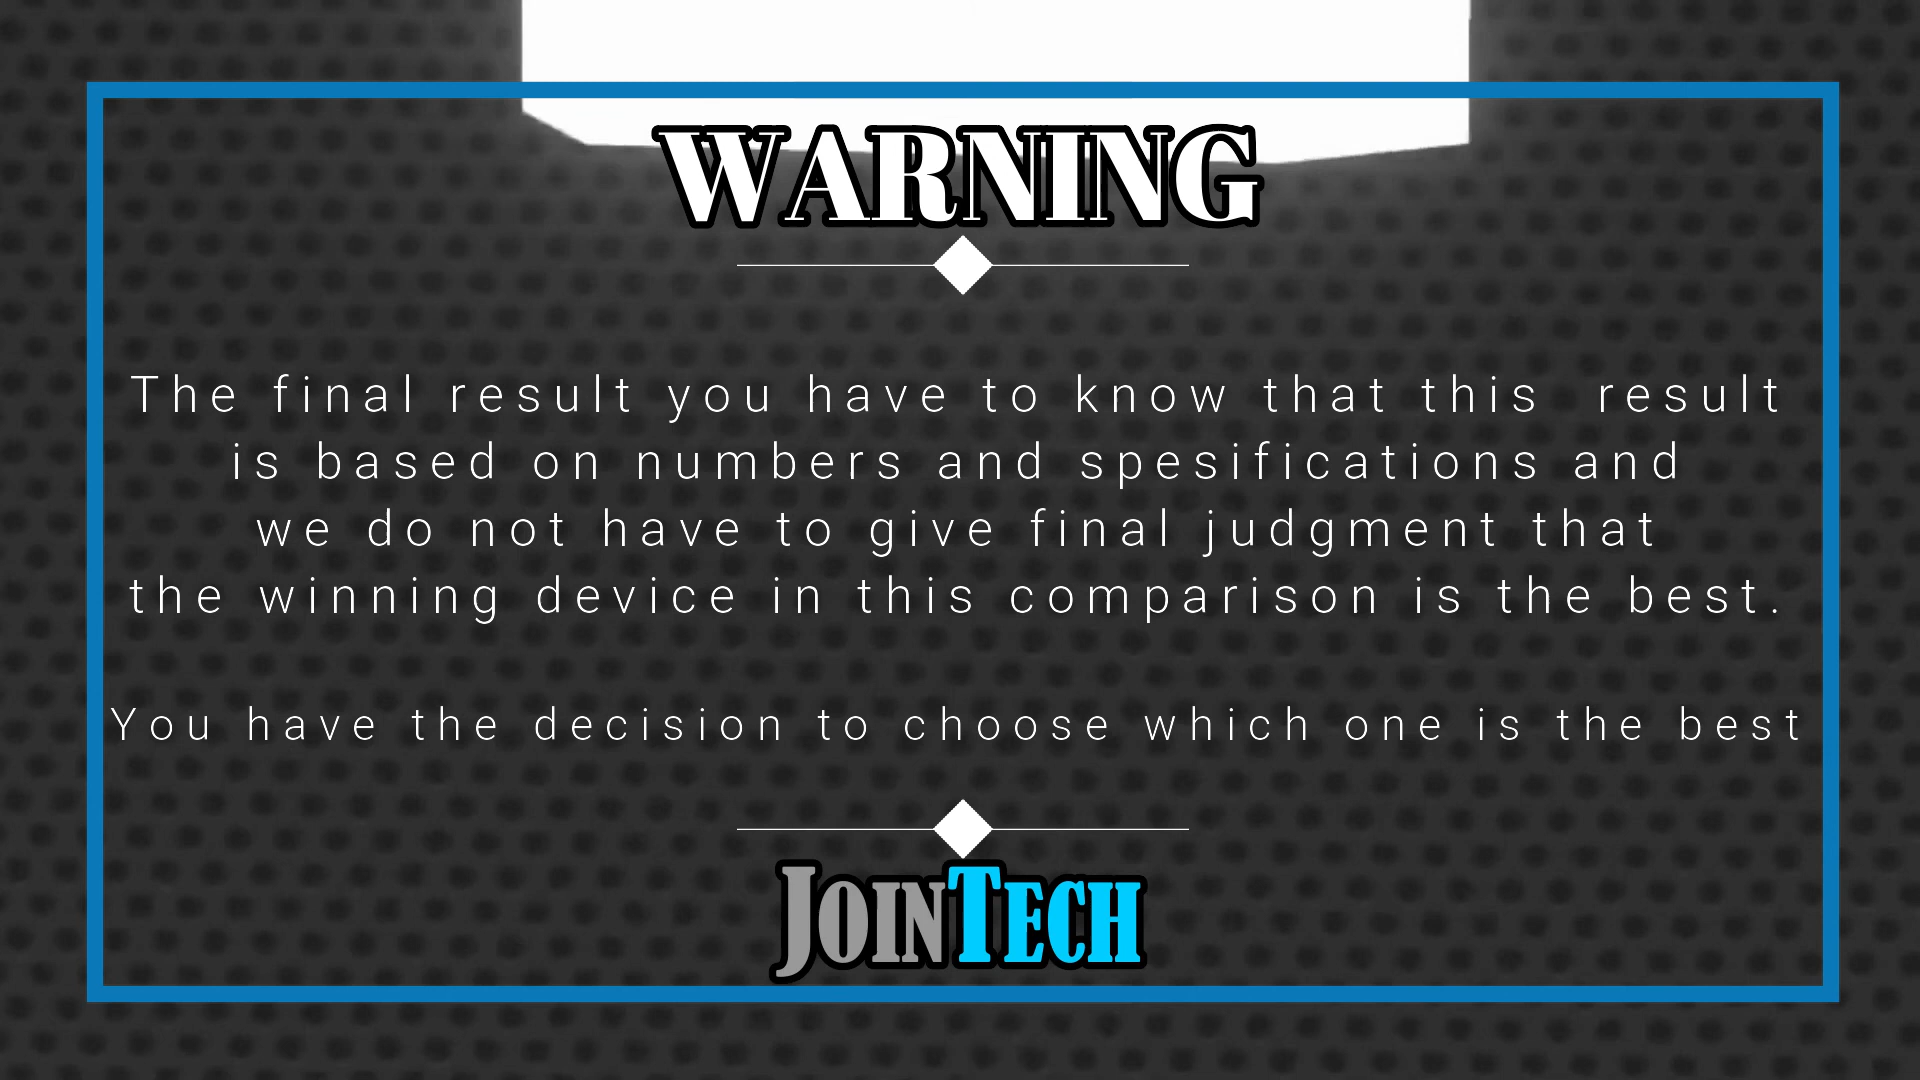 WARNING
The final result you have to know that this result
is based on numbers and spesifications and
we do not have to give final judgment that
the winning device in this comparison is the best.
You have the decision to choose which one is the best
JOINTECH